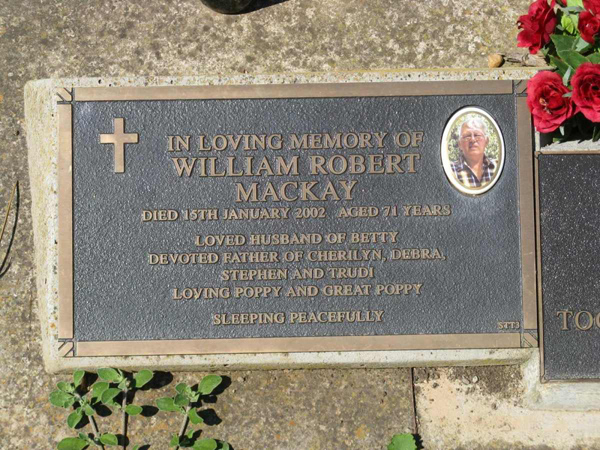 IN LOVING MEMORY OF
WILLIAM ROBERT
MACKAY
DIED 15TH JANUARY 2002 AGED 71 YEARS
LOVED HUSBAND OF BETTY
DEVOTED FATHER OF CHERILYN, DEBRA,
STEPHEN AND TRUDI
LOVING POPPY AND GREAT POPPY
SLEEPING PEACEFULLY